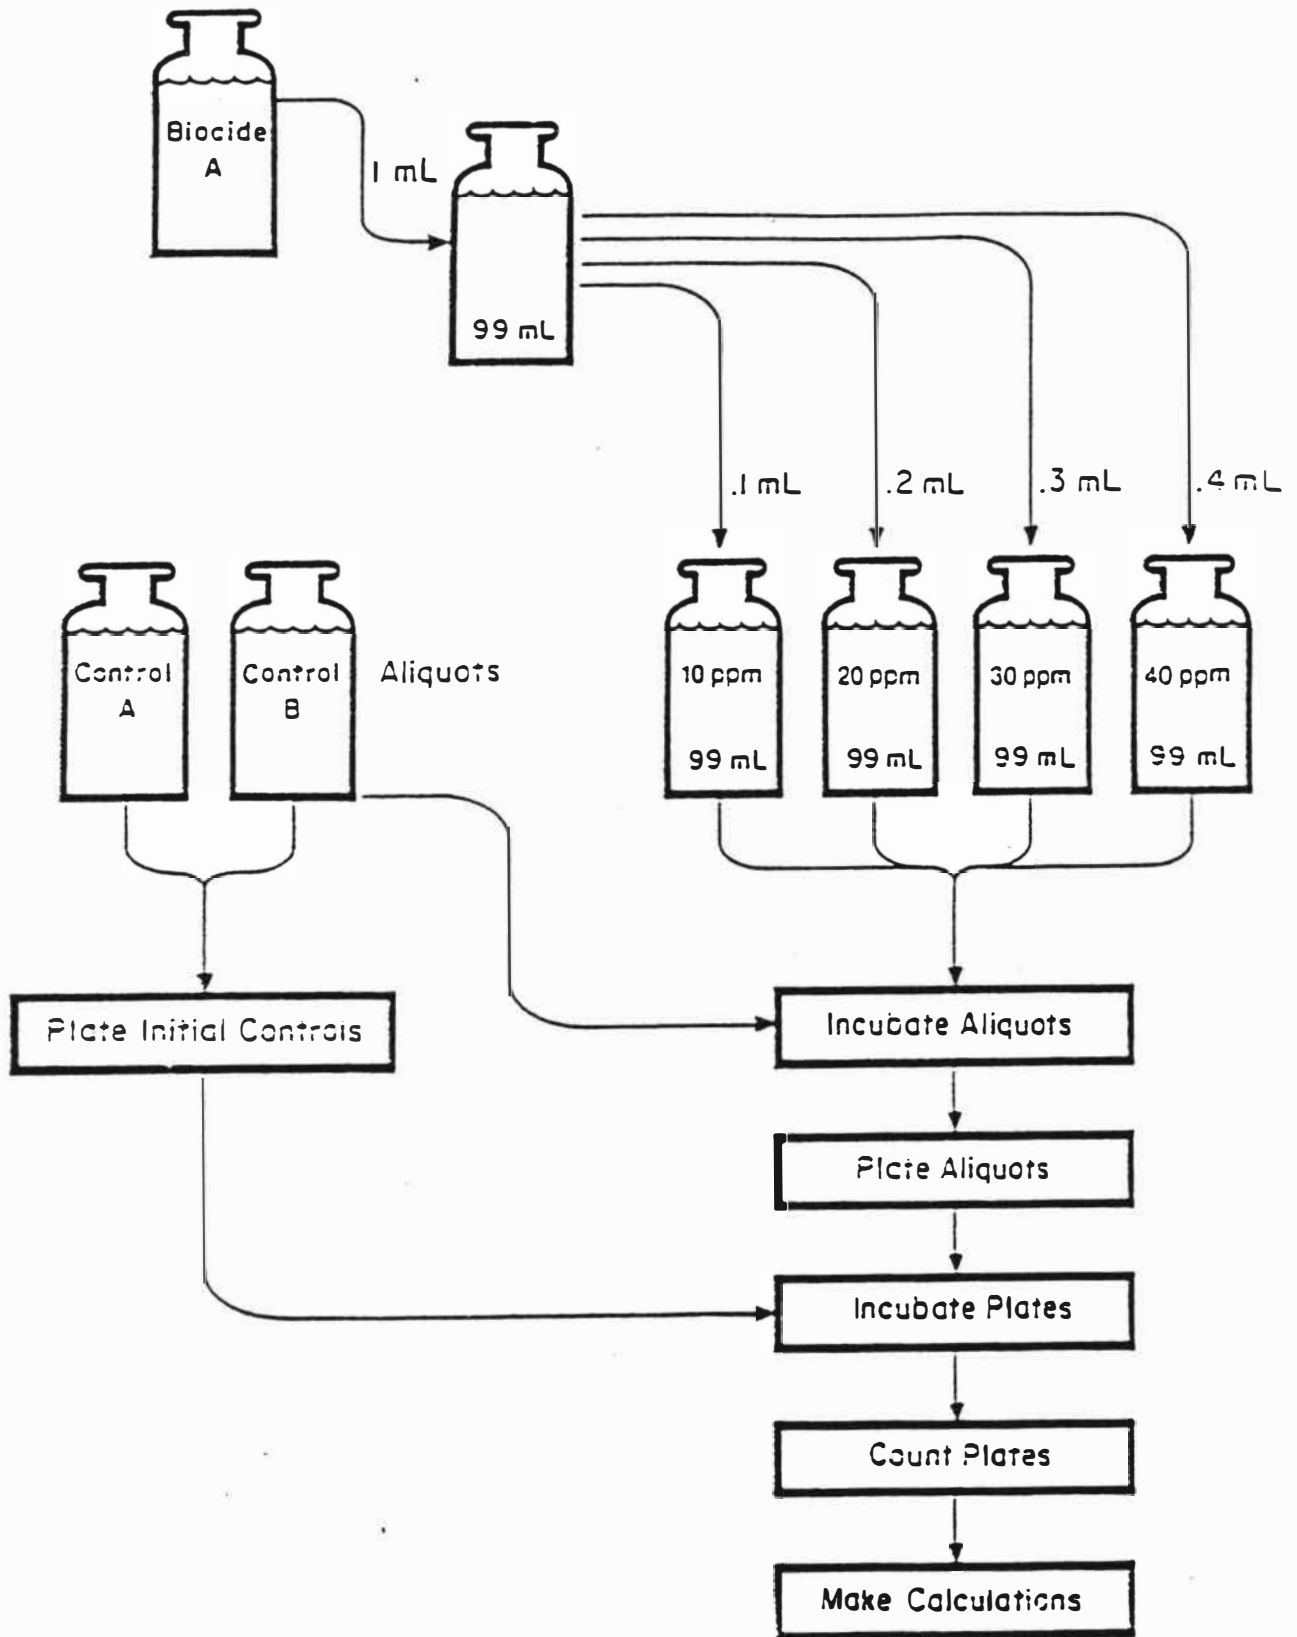 Biocide
A
1 mL
99 mL
.1 mL
.2 mL
.3 mL
.4 mL
Control
A
Control
B
Aliquots
10 ppm
99 mL
20 ppm
99 mL
30 ppm
99 mL
40 ppm
99 mL
Plate Initial Controls
Incubate Aliquots
Plate Aliquots
Incubate Plates
Count Plates
Make Calculations